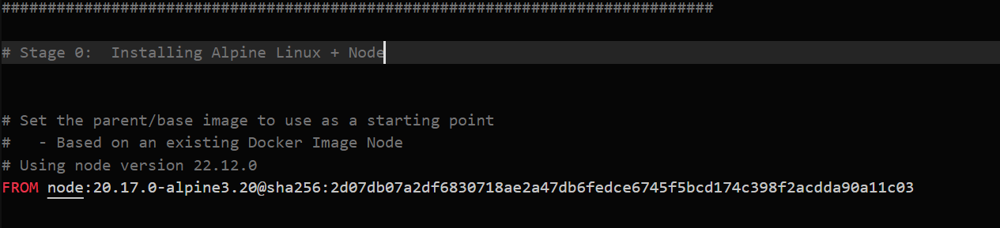 ##############################################################################
# Stage 0:  Installing Alpine Linux + Node
# Set the parent/base image to use as a starting point
#   - Based on an existing Docker Image Node
# Using node version 22.12.0
FROM node:20.17.0-alpine3.20@sha256:2d07db07a2df6830718ae2a47db6fedce6745f5bcd174c398f2acdda90a11c03